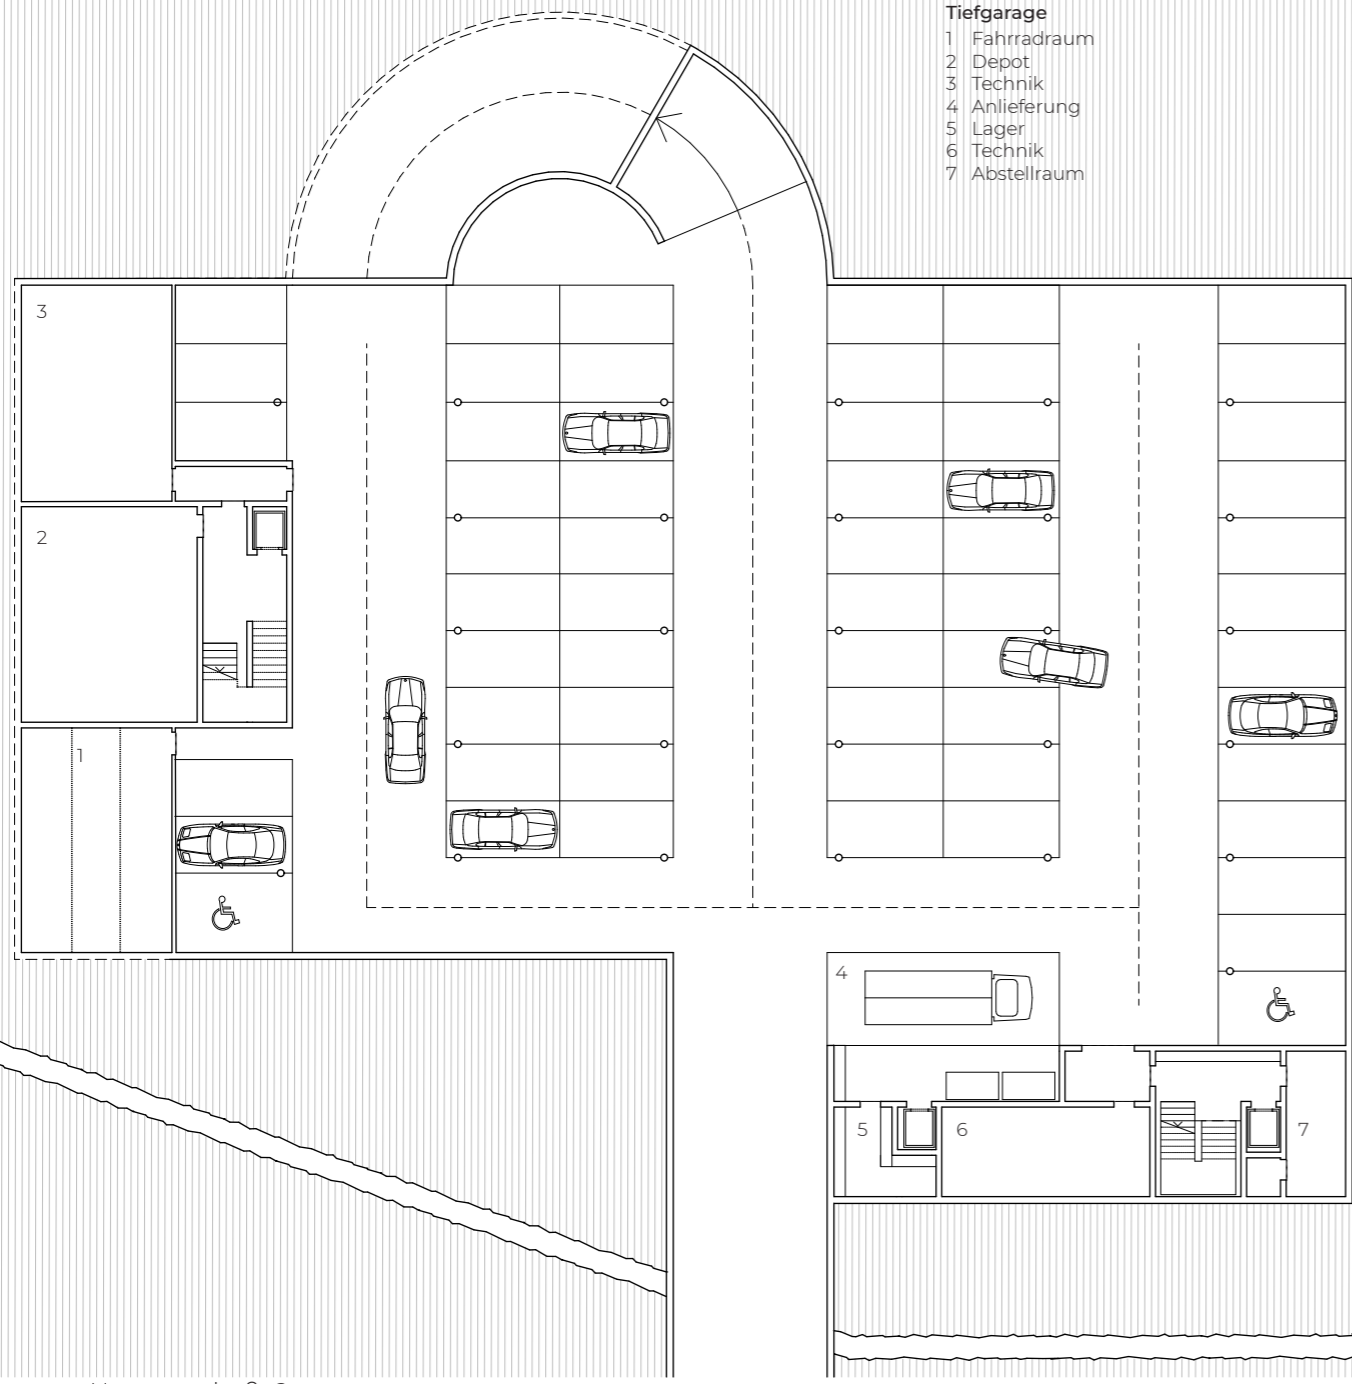 Tiefgarage
1 Fahrradraum
2 Depot
3 Technik
4 Anlieferung
5 Lager
6 Technik
7 Abstellraum
3
2
1
4
5
6
7